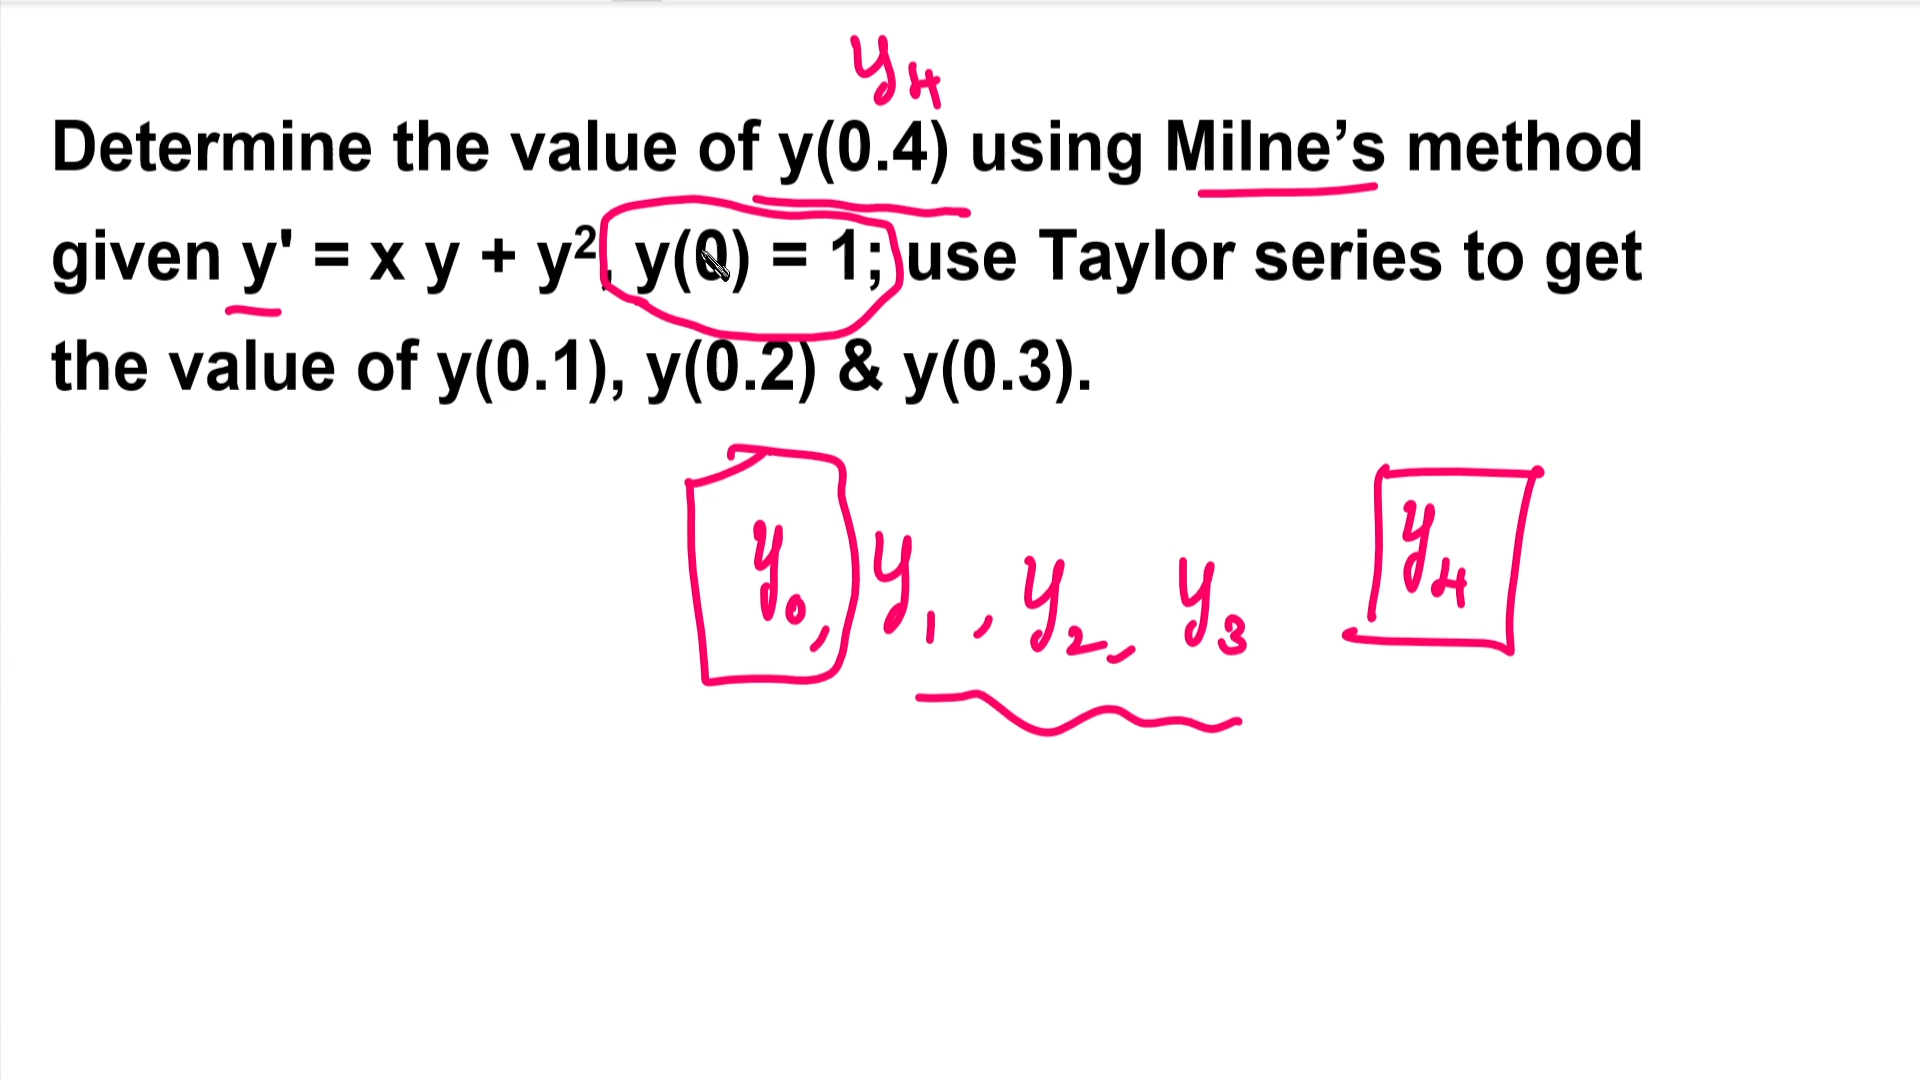 y₄
Determine the value of y(0.4) using Milne’s method
given y' = x y + y², y(0) = 1; use Taylor series to get
the value of y(0.1), y(0.2) & y(0.3).
y₀, y₁, y₂, y₃ y₄